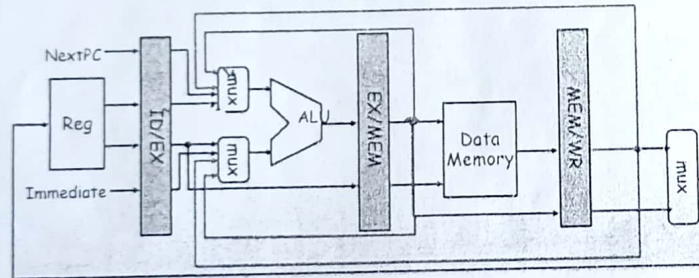 NextPC
Reg
Immediate
ID/EX
mux
mux
ALU
EX/MEM
Data
Memory
MEM/WR
mux